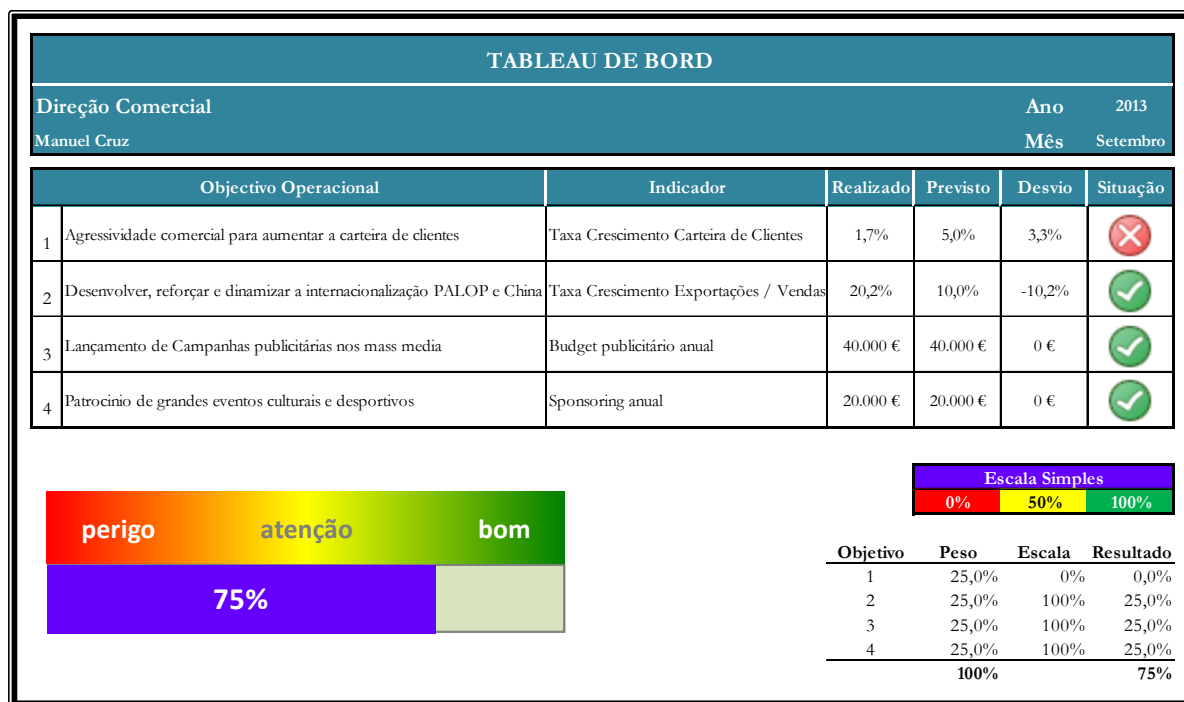 TABLEAU DE BORD
Direção Comercial Ano 2013
Manuel Cruz Mês Setembro
Objectivo Operacional Indicador Realizado Previsto Desvio Situação
1 Agressividade comercial para aumentar a carteira de clientes Taxa Crescimento Carteira de Clientes 1,7% 5,0% 3,3%
2 Desenvolver, reforçar e dinamizar a internacionalização PALOP e China Taxa Crescimento Exportações / Vendas 20,2% 10,0% -10,2%
3 Lançamento de Campanhas publicitárias nos mass media Budget publicitário anual 40.000 € 40.000 € 0 €
4 Patrocinio de grandes eventos culturais e desportivos Sponsoring anual 20.000 € 20.000 € 0 €
perigo atenção bom
75%
Escala Simples
0% 50% 100%
Objetivo Peso Escala Resultado
1 25,0% 0% 0,0%
2 25,0% 100% 25,0%
3 25,0% 100% 25,0%
4 25,0% 100% 25,0%
100% 75%